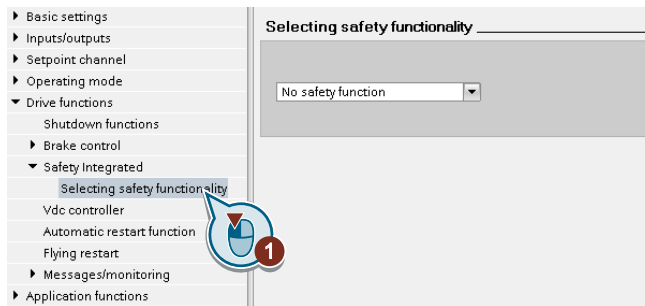 Basic settings
Inputs/outputs
Setpoint channel
Operating mode
Drive functions
Shutdown functions
Brake control
Safety Integrated
Selecting safety functionality
Vdc controller
Automatic restart function
Flying restart
Messages/monitoring
Application functions
Selecting safety functionality
No safety function
1